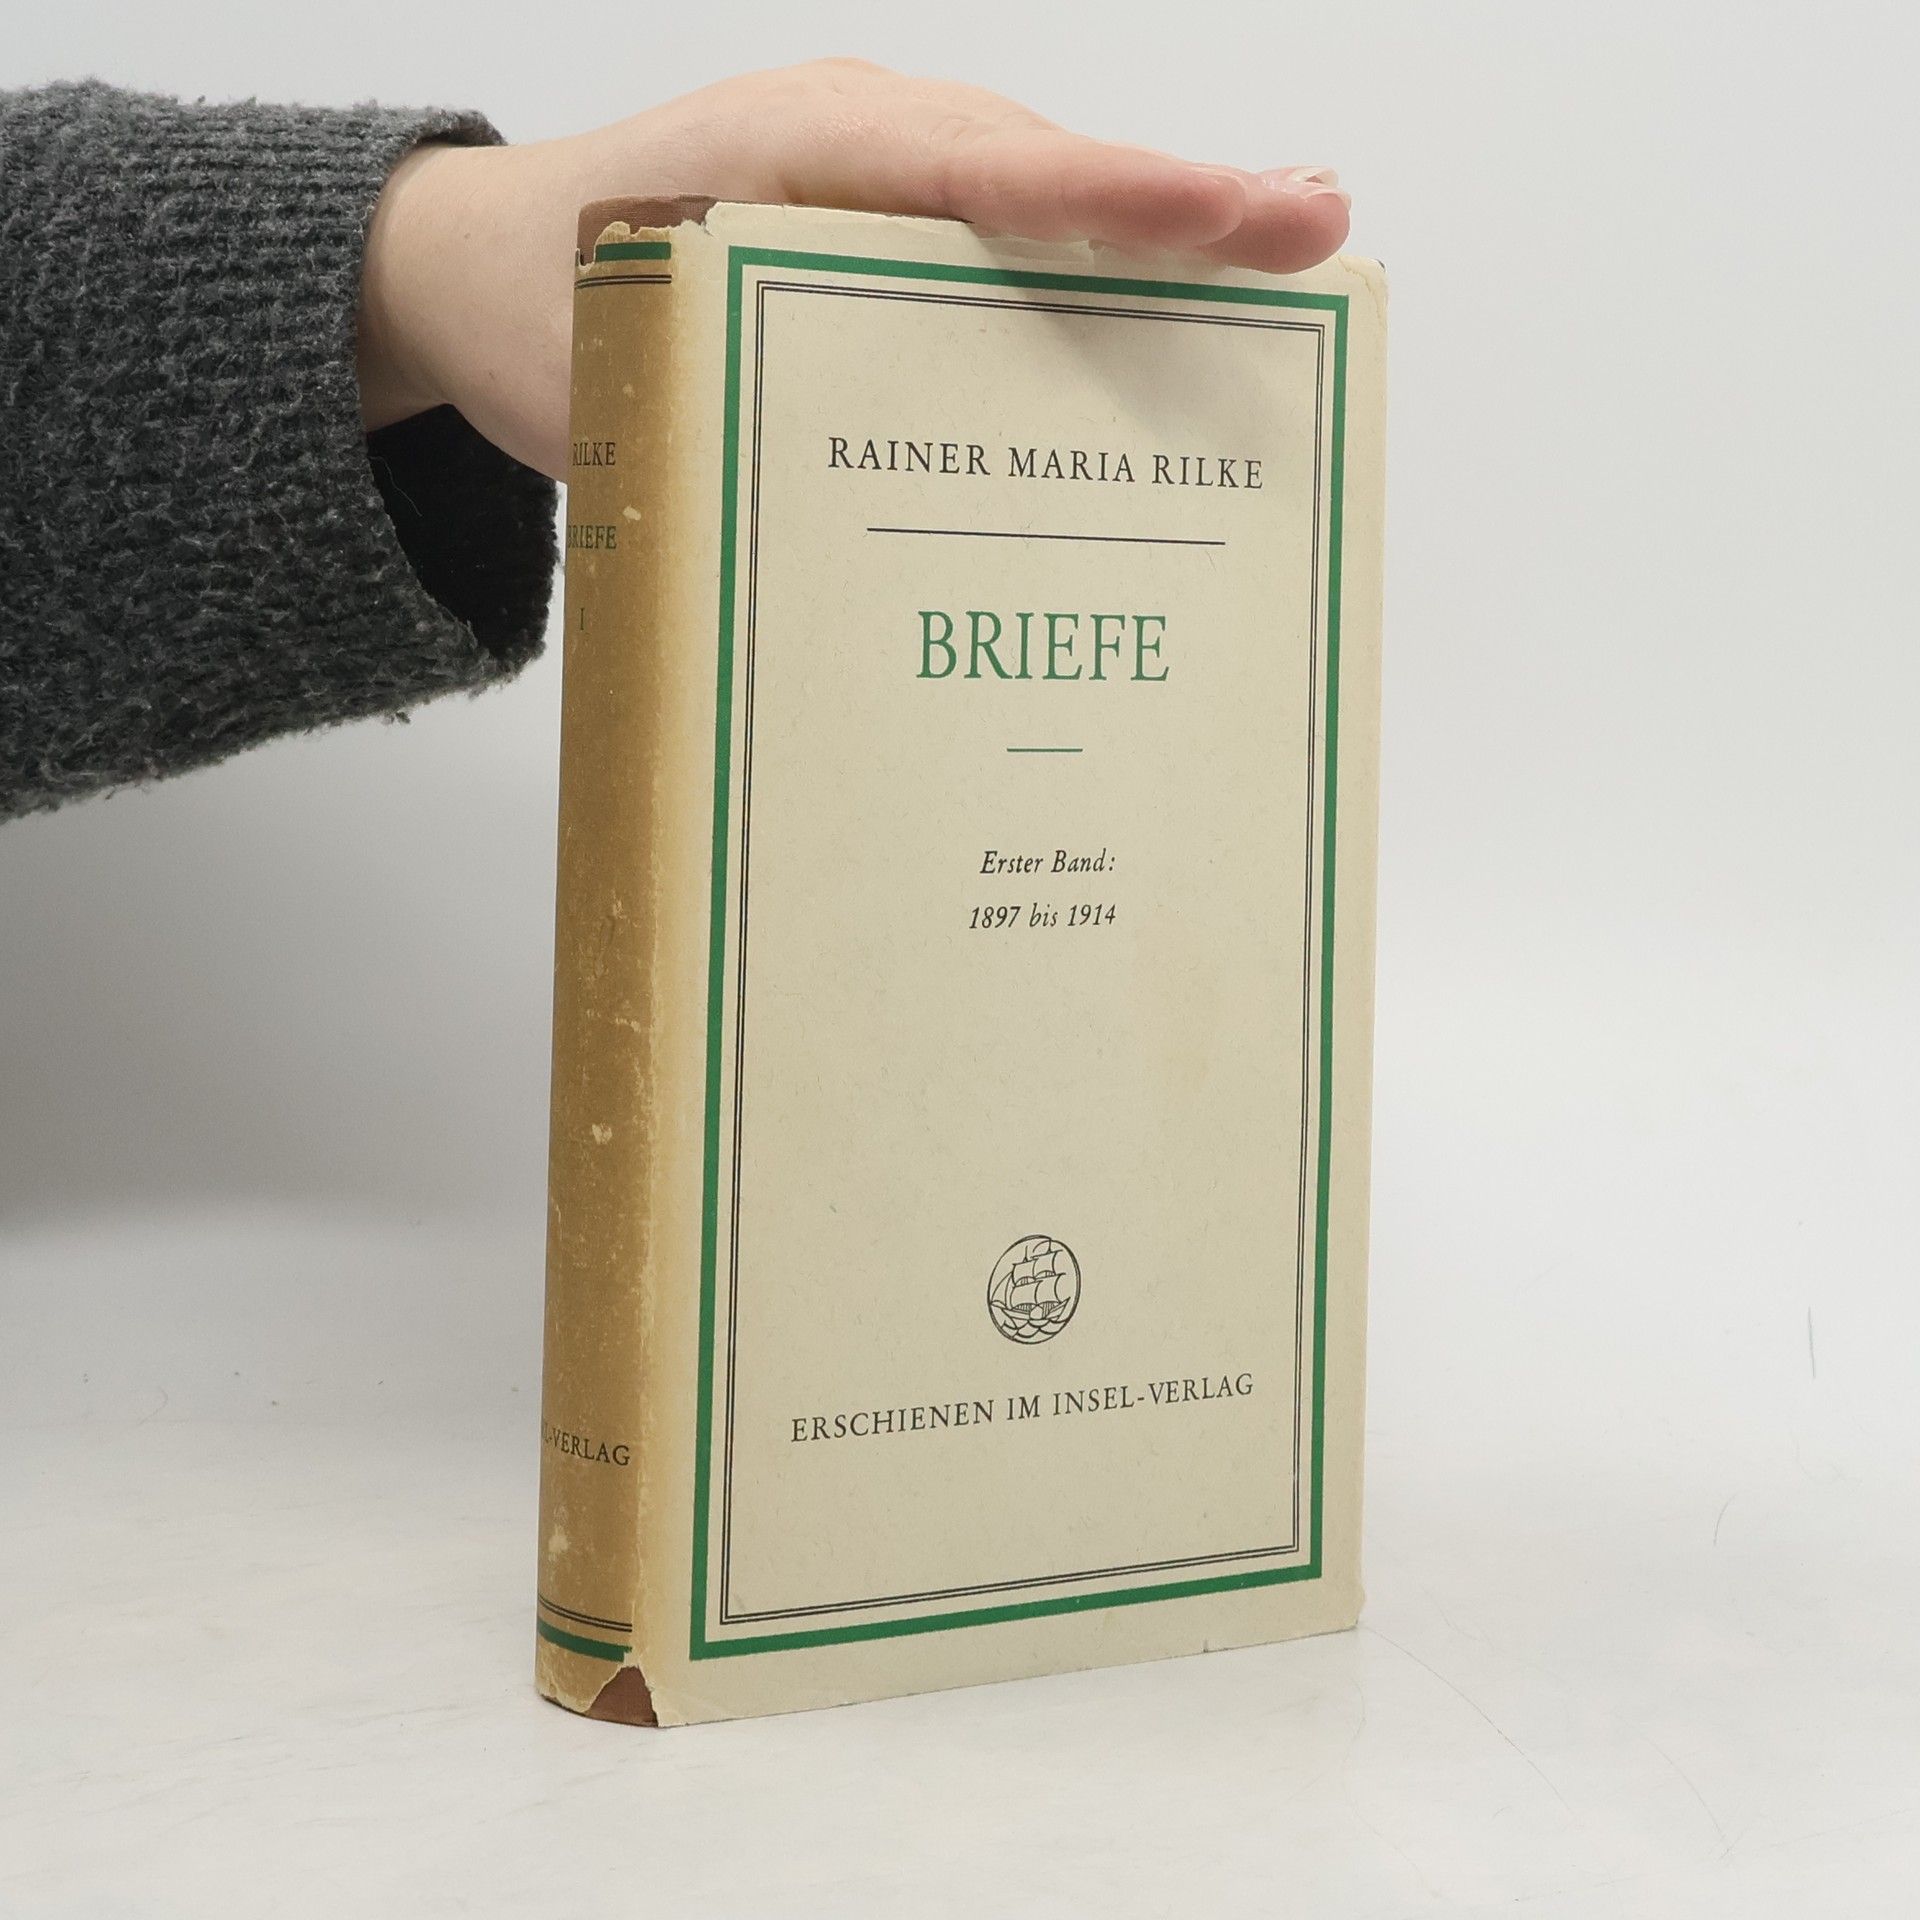 RILKE
BRIEFE
I
RAINER MARIA RILKE
BRIEFE
Erster Band:
1897 bis 1914
ERSCHIENEN IM INSEL-VERLAG